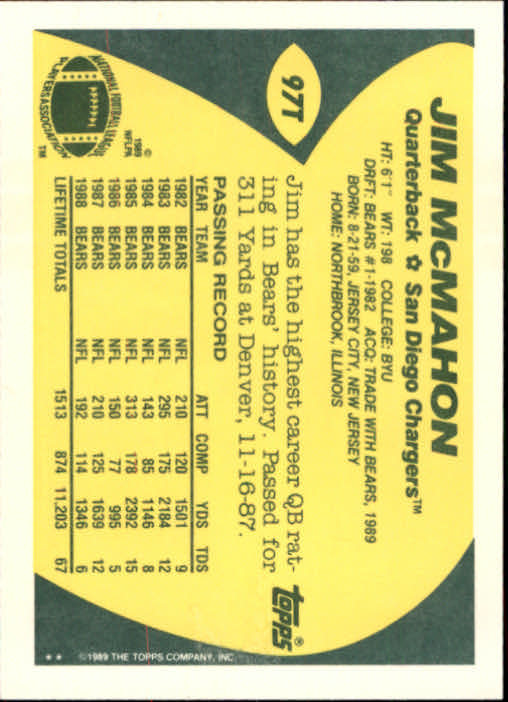 97T
JIM McMAHON
Quarterback ✩ San Diego Chargers™
HT: 6'1" WT: 198 COLLEGE: BYU
DRFT: BEARS #1-1982 ACQ: TRADE WITH BEARS, 1989
BORN: 8-21-59, JERSEY CITY, NEW JERSEY
HOME: NORTHBROOK, ILLINOIS
Jim has the highest career QB rat-
ing in Bears' history. Passed for
311 Yards at Denver, 11-16-87.
topps®
PASSING RECORD
YEAR TEAM ATT COMP YDS TDS
1982 BEARS NFL 210 120 1501 9
1983 BEARS NFL 295 175 2184 12
1984 BEARS NFL 143 85 1146 8
1985 BEARS NFL 313 178 2392 15
1986 BEARS NFL 150 77 995 5
1987 BEARS NFL 210 125 1639 12
1988 BEARS NFL 192 114 1346 6
LIFETIME TOTALS 1513 874 11,203 67
NATIONAL FOOTBALL LEAGUE
PLAYERS ASSOCIATION
™
©
1989
NFLPA
** ©1989 THE TOPPS COMPANY, INC.